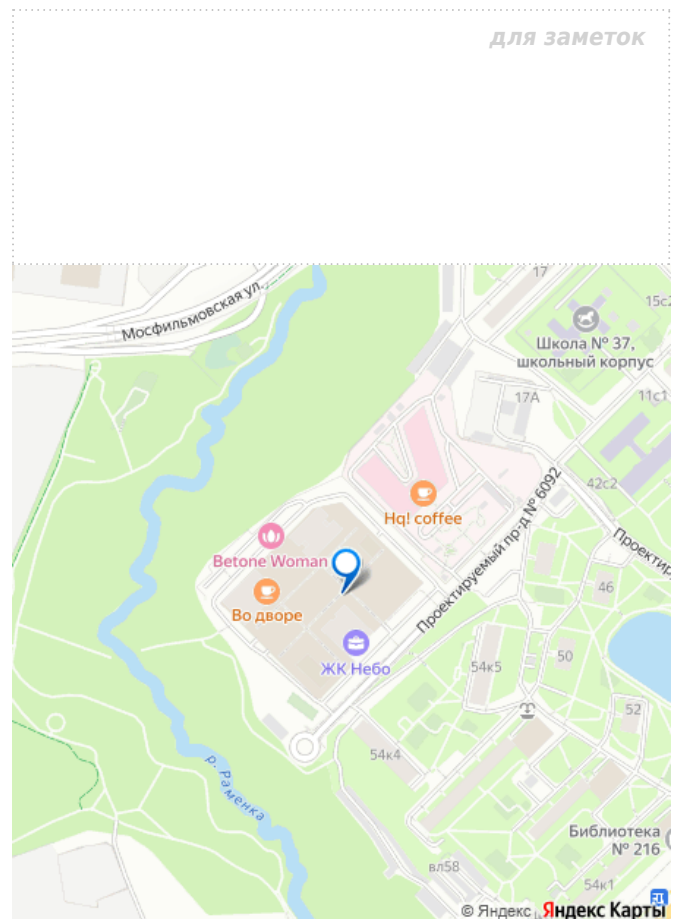 для заметок
Мосфильмовская ул.
17
15с2
Школа № 37,
школьный корпус
17А
11с1
42с2
Hq! coffee
Проектируемый пр-д № 6092
Betone Woman
Во дворе
46
ЖК Небо
54к5
50
52
54к4
р. Раменка
Библиотека
№ 216
вл58
54к1
© Яндекс Яндекс Карты